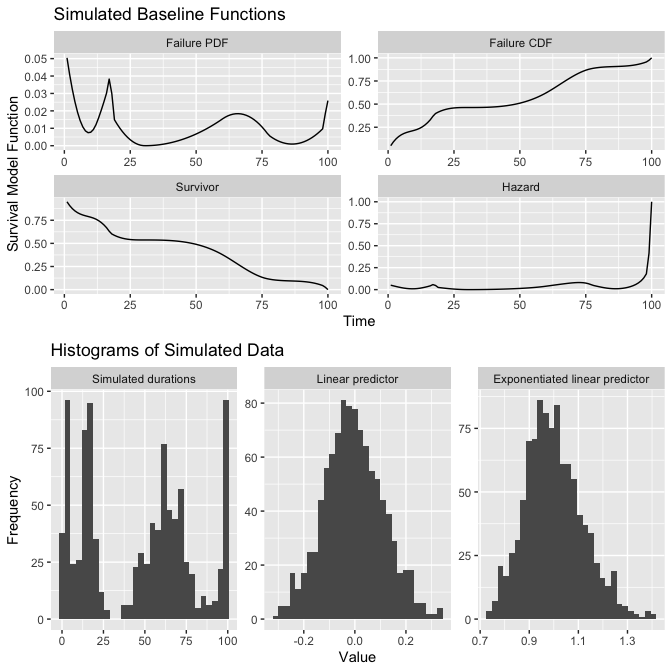 Simulated Baseline Functions
Failure PDF
Failure CDF
0.05
0.04
0.03
0.02
0.01
0.00
1.00
0.75
0.50
0.25
0 25 50 75 100
0 25 50 75 100
Survivor
Hazard
0.75
0.50
0.25
0.00
1.00
0.75
0.50
0.25
0.00
0 25 50 75 100
0 25 50 75 100
Survival Model Function
Time
Histograms of Simulated Data
Simulated durations
Linear predictor
Exponentiated linear predictor
100
75
50
25
0
80
60
40
20
0
75
50
25
0
0 25 50 75 100
-0.2 0.0 0.2
0.7 0.9 1.1 1.3
Frequency
Value